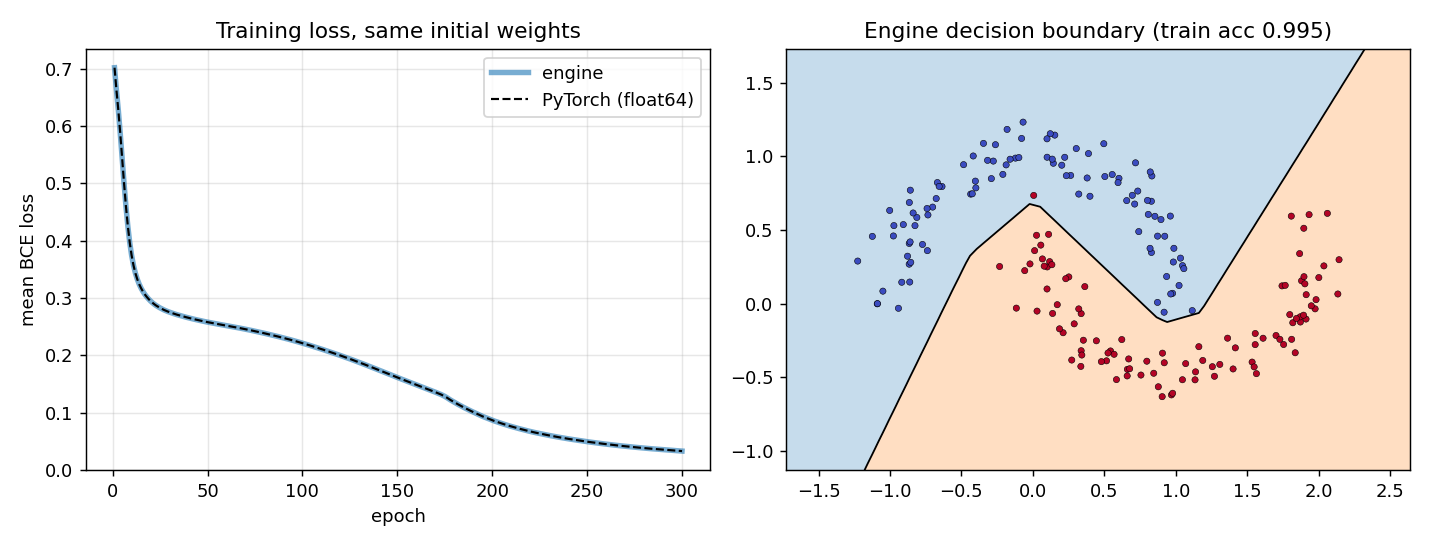 Training loss, same initial weights
0.7
0.6
0.5
0.4
0.3
0.2
0.1
0.0
mean BCE loss
engine
PyTorch (float64)
0 50 100 150 200 250 300
epoch
Engine decision boundary (train acc 0.995)
1.5
1.0
0.5
0.0
−0.5
−1.0
−1.5 −1.0 −0.5 0.0 0.5 1.0 1.5 2.0 2.5